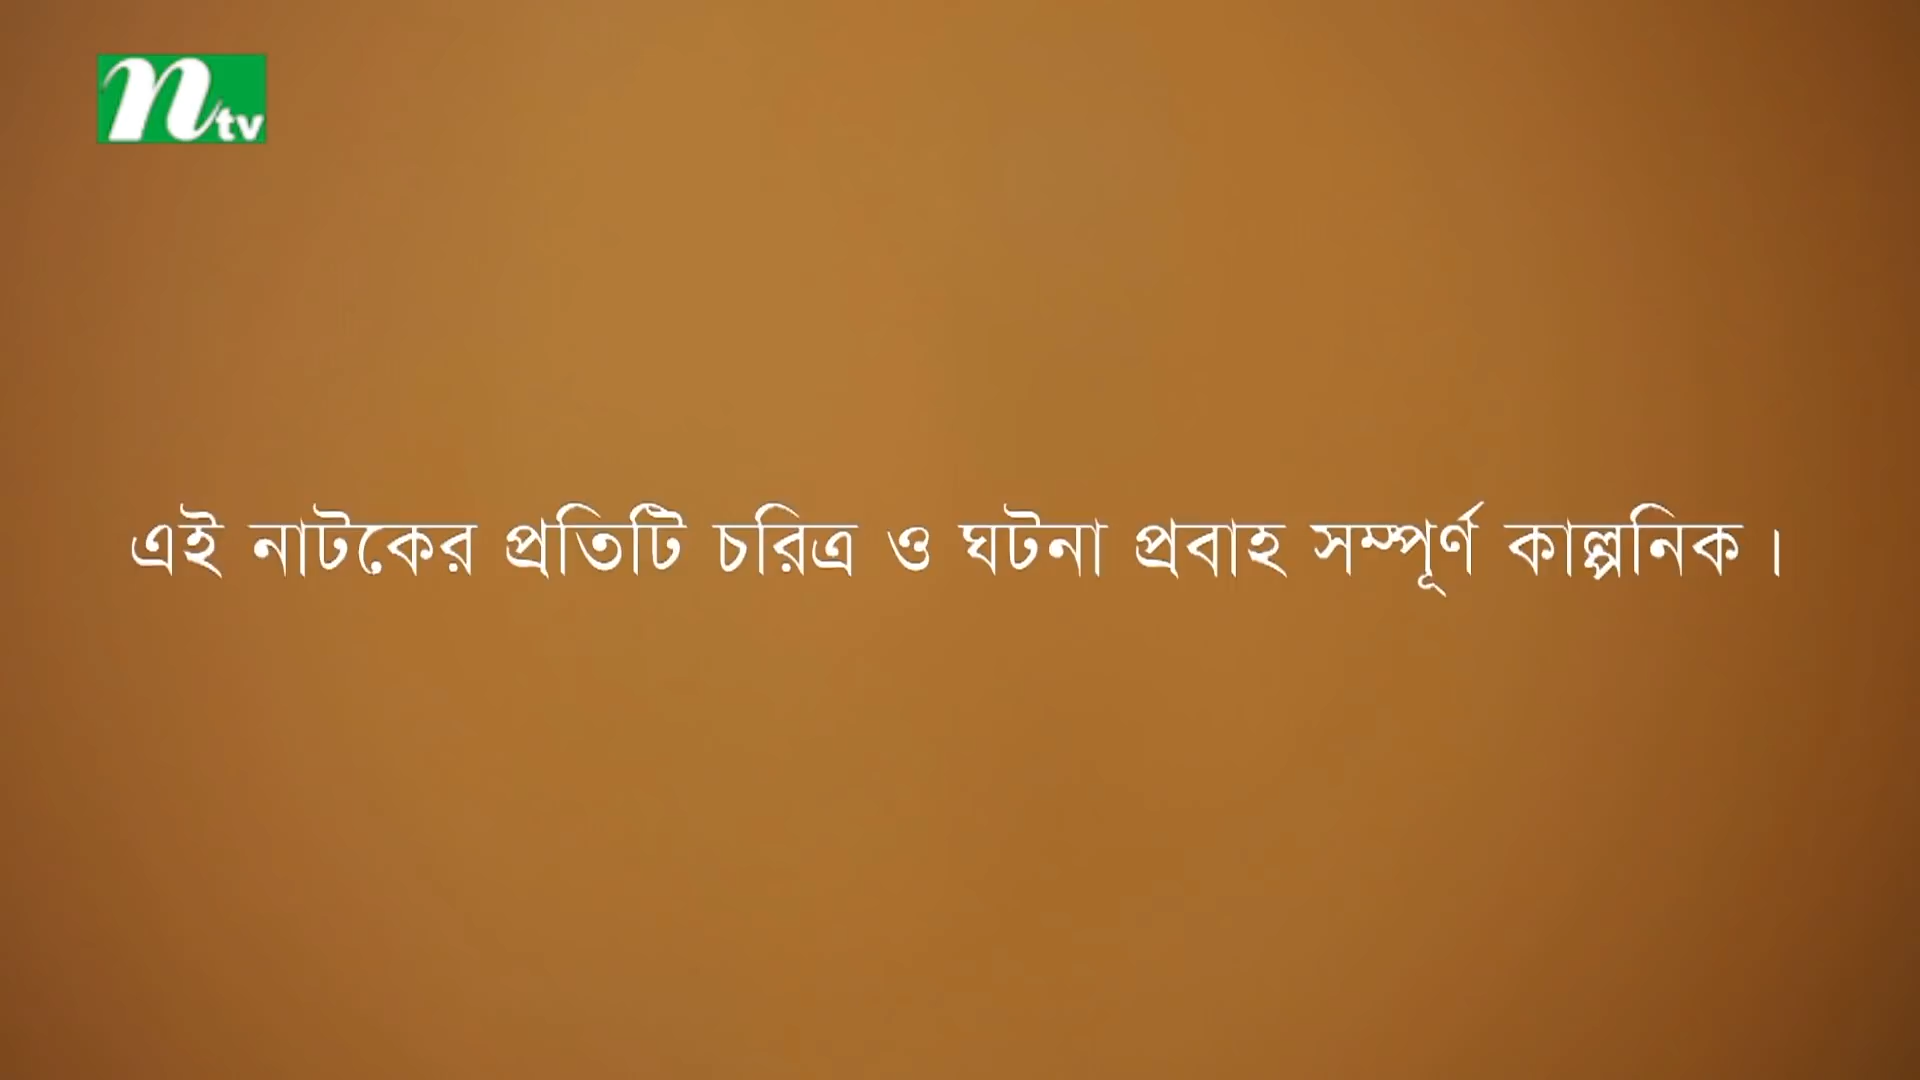 ntv
এই নাটকের প্রতিটি চরিত্র ও ঘটনা প্রবাহ সম্পূর্ণ কাল্পনিক।